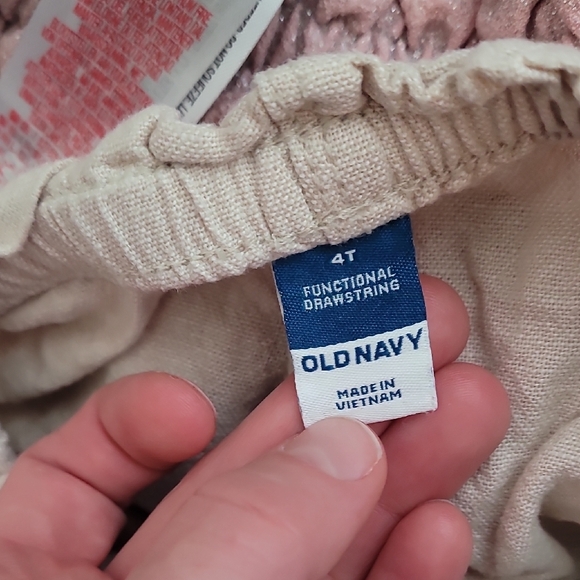 4T
FUNCTIONAL
DRAWSTRING
OLD NAVY
MADE IN
VIETNAM